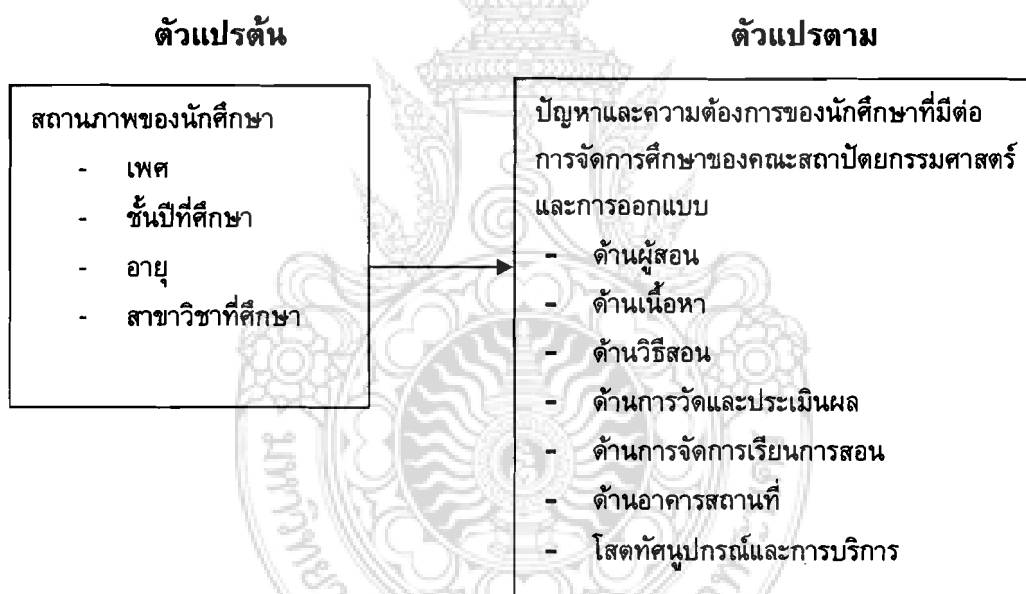 ตัวแปรต้น
ตัวแปรตาม
สถานภาพของนักศึกษา
- เพศ
- ชั้นปีที่ศึกษา
- อายุ
- สาขาวิชาที่ศึกษา
ปัญหาและความต้องการของนักศึกษาที่มีต่อ
การจัดการศึกษาของคณะสถาปัตยกรรมศาสตร์
และการออกแบบ
- ด้านผู้สอน
- ด้านเนื้อหา
- ด้านวิธีสอน
- ด้านการวัดและประเมินผล
- ด้านการจัดการเรียนการสอน
- ด้านอาคารสถานที่
- โสตทัศนูปกรณ์และการบริการ